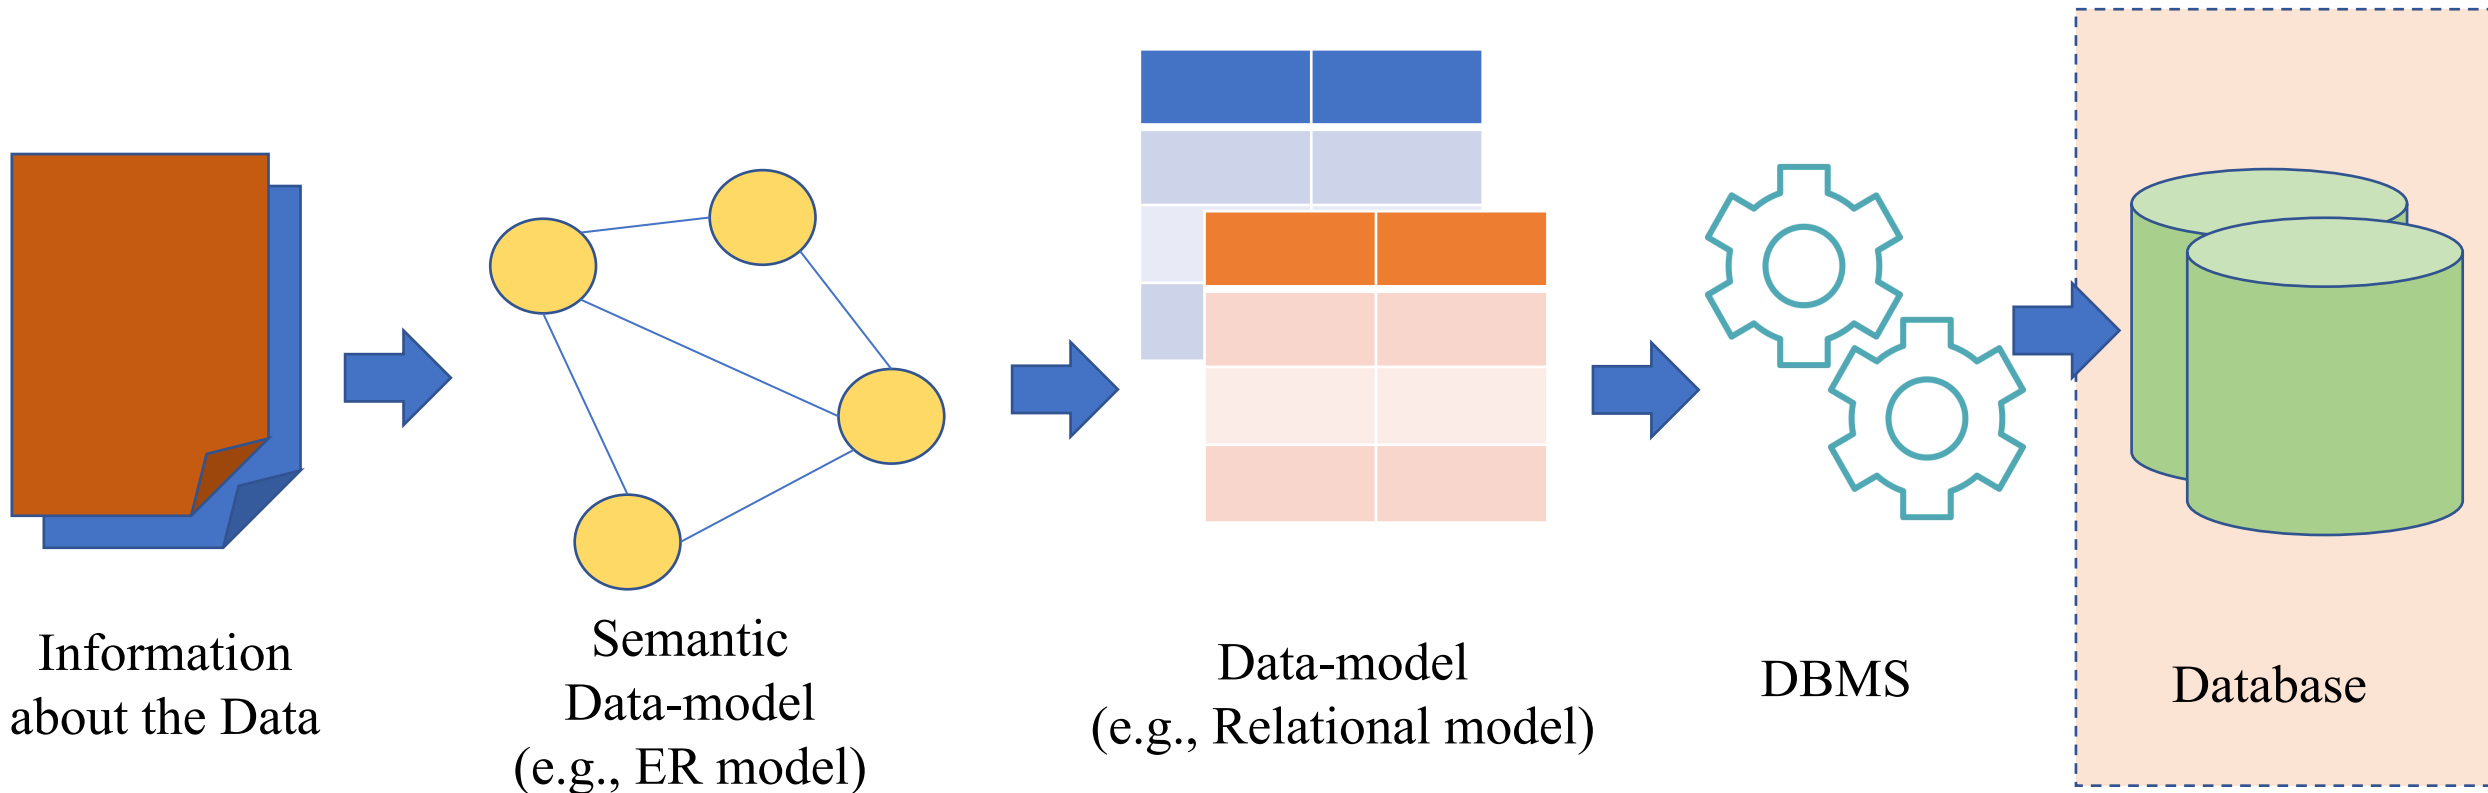 Information
about the Data
Semantic
Data-model
(e.g., ER model)
Data-model
(e.g., Relational model)
DBMS
Database